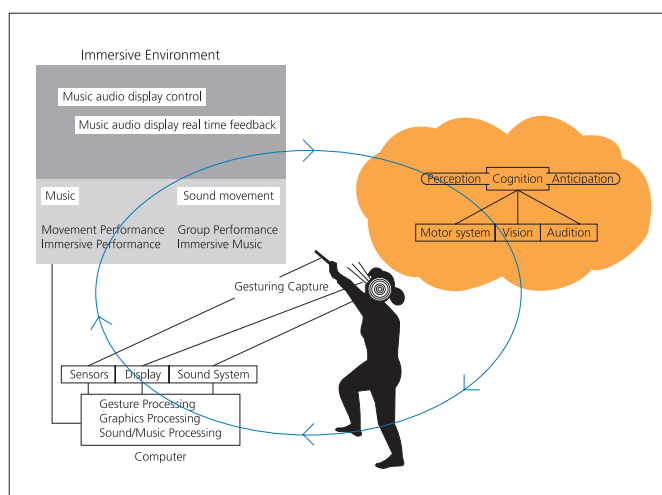 Immersive Environment
Music audio display control
Music audio display real time feedback
Music
Sound movement
Movement Performance
Immersive Performance
Group Performance
Immersive Music
Perception
Cognition
Anticipation
Motor system
Vision
Audition
Gesturing Capture
Sensors
Display
Sound System
Gesture Processing
Graphics Processing
Sound/Music Processing
Computer